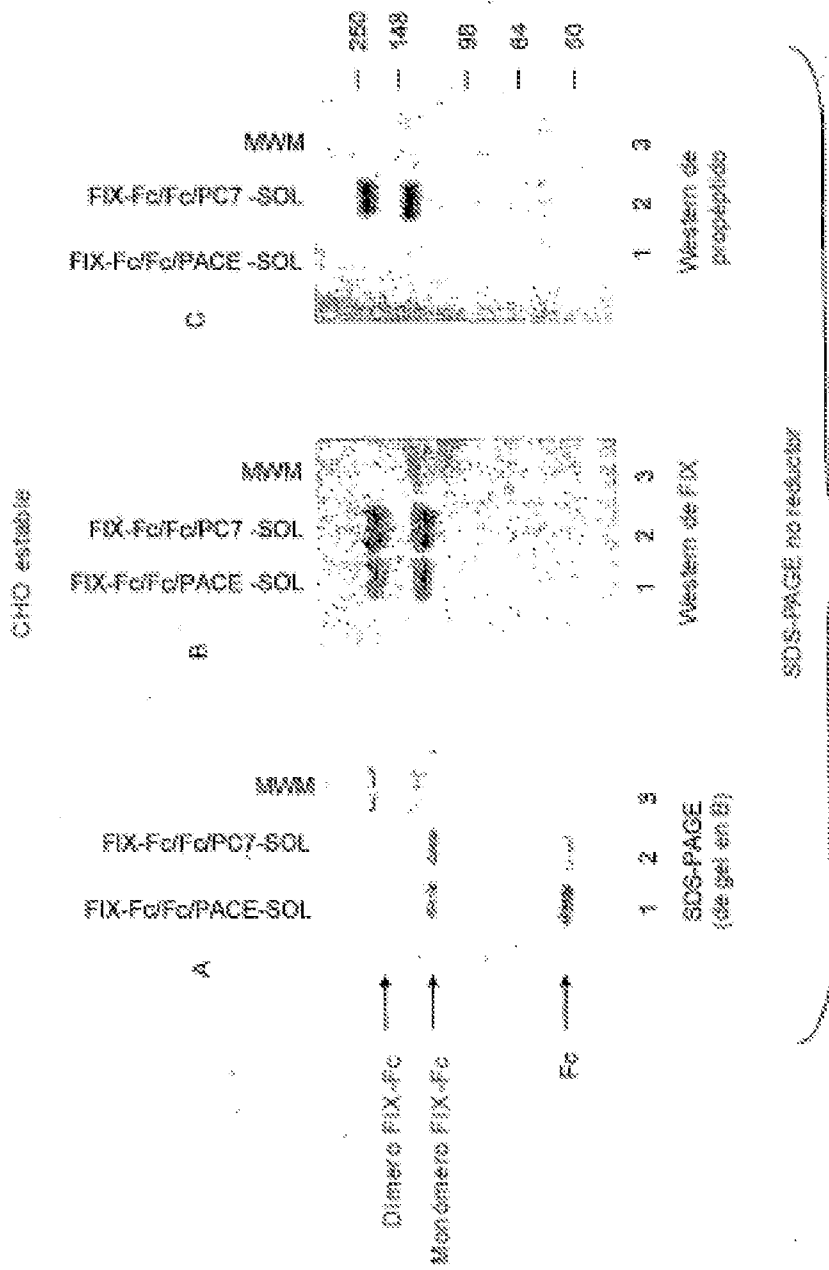 CHO estable
A
FIX-Fc/Fc/PACE-SOL
FIX-Fc/Fc/PC7-SOL
MWM
Dímero FIX-Fc
Monómero FIX-Fc
Fc
1 2 3
SDS-PAGE
(de gel en B)
B
FIX-Fc/Fc/PACE -SOL
FIX-Fc/Fc/PC7 -SOL
MWM
1 2 3
Western de FIX
C
FIX-Fc/Fc/PACE -SOL
FIX-Fc/Fc/PC7 -SOL
MWM
250
148
98
64
50
1 2 3
Western de
propéptido
SDS-PAGE no reductor